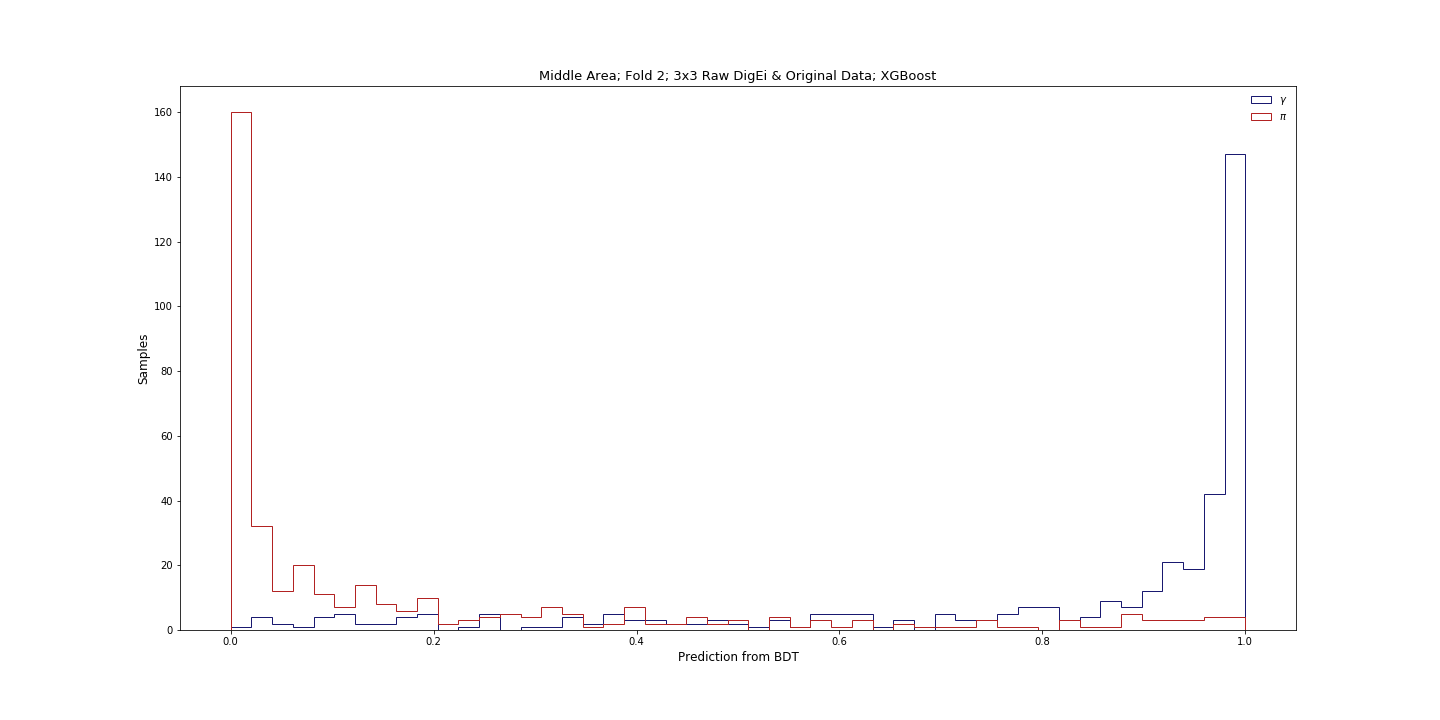 Middle Area; Fold 2; 3x3 Raw DigEi & Original Data; XGBoost
γ
π
160
140
120
100
80
60
40
20
0
Samples
0.0 0.2 0.4 0.6 0.8 1.0
Prediction from BDT